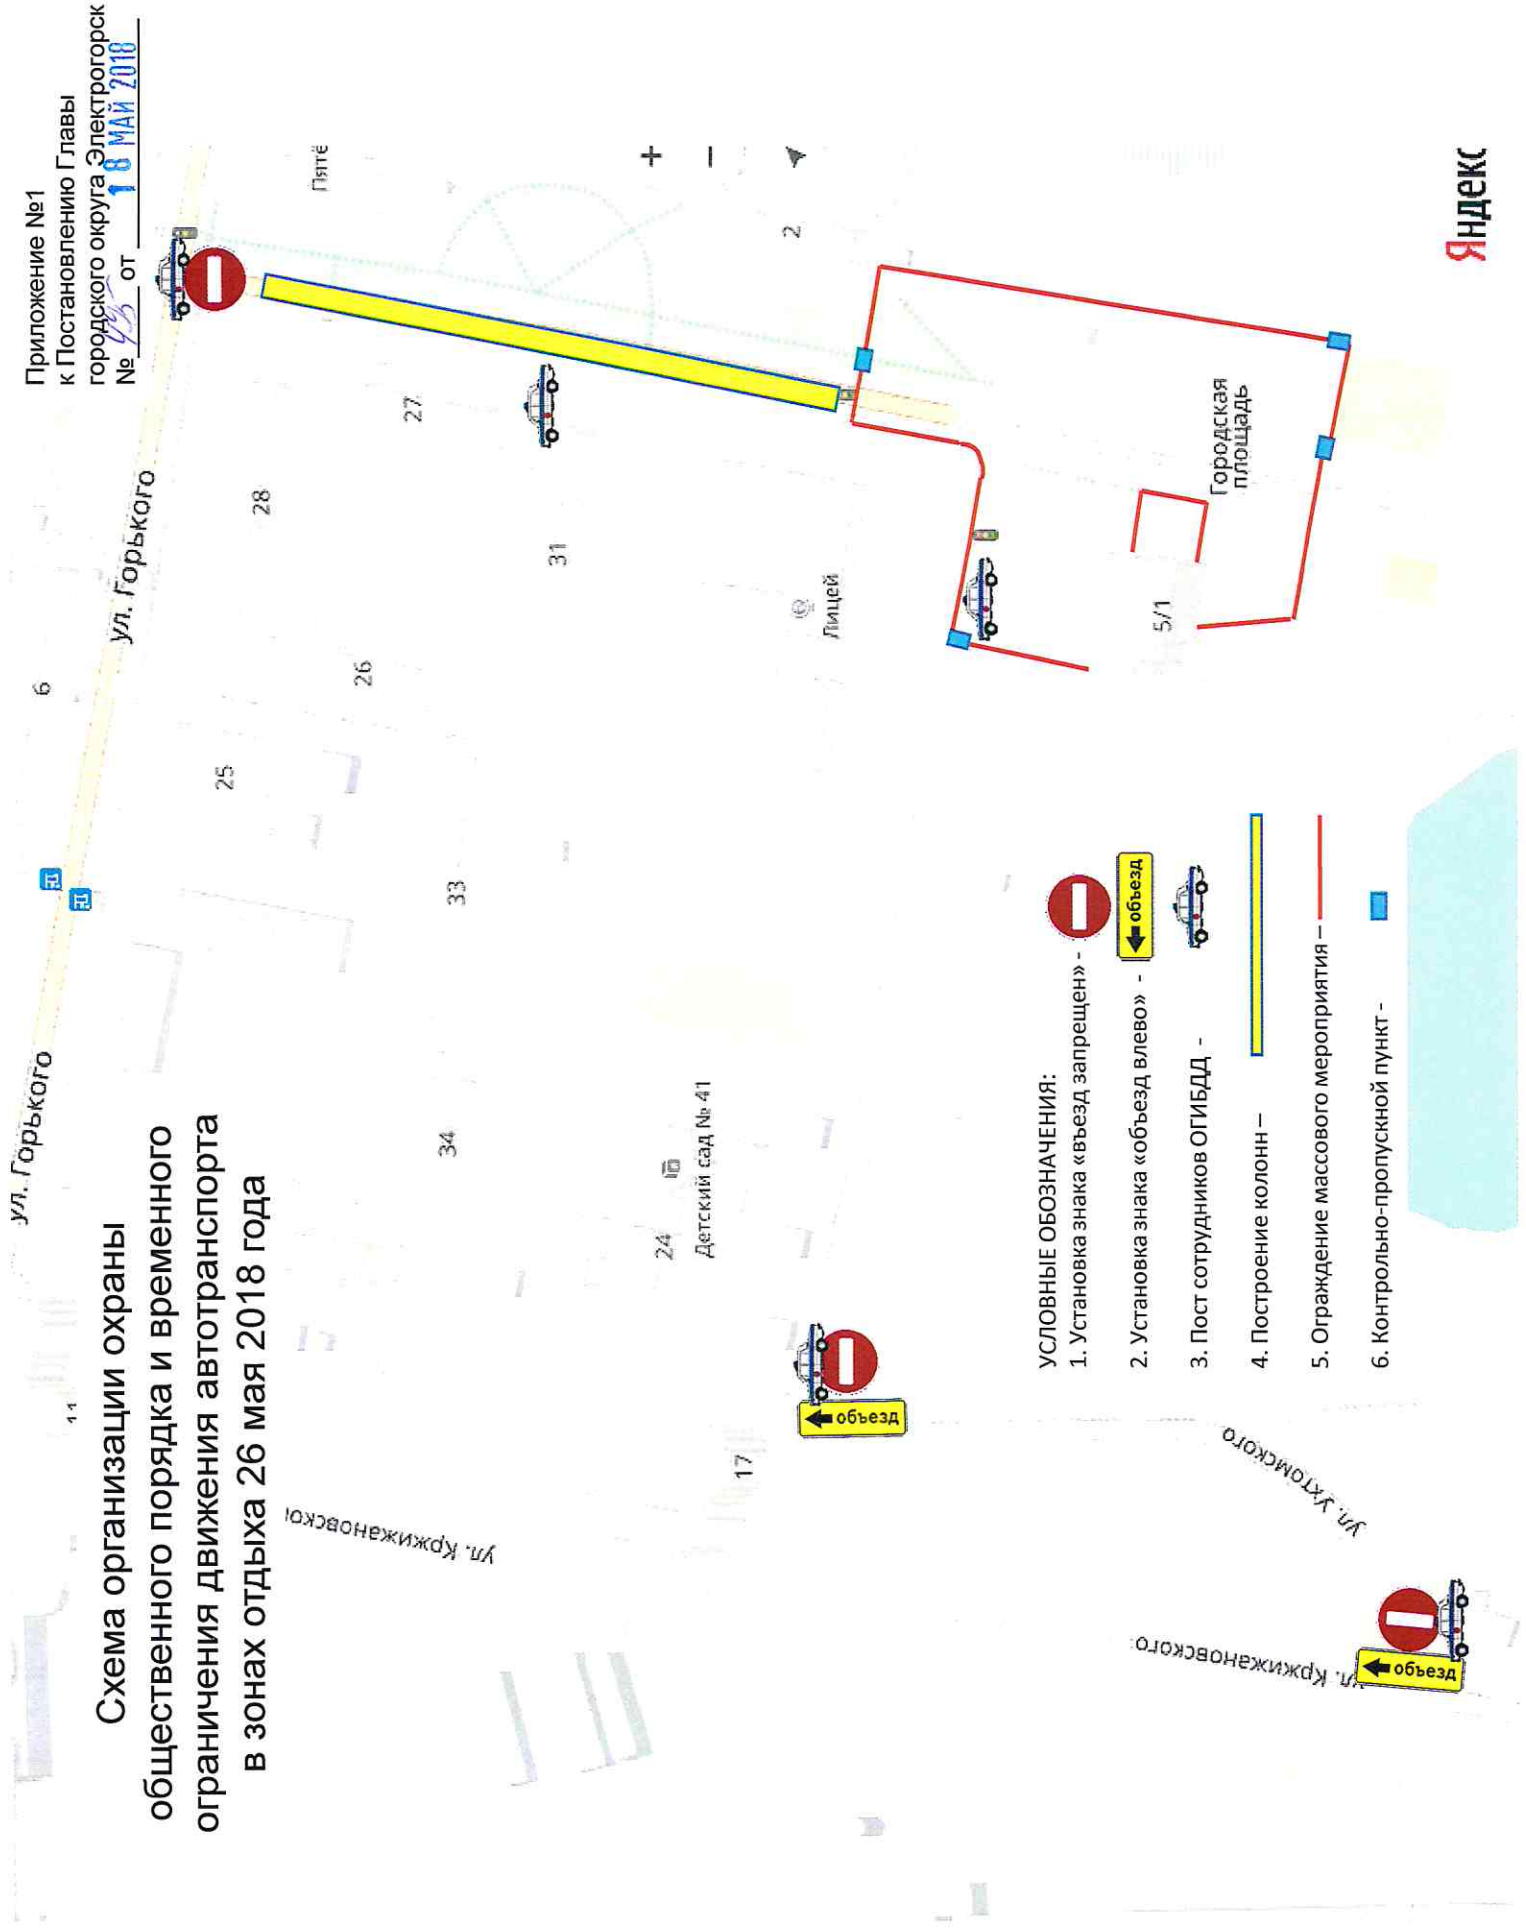 Приложение №1
к Постановлению Главы
городского округа Электрогорск
№ от 18 МАЙ 2018
Схема организации охраны
общественного порядка и временного
ограничения движения автотранспорта
в зонах отдыха 26 мая 2018 года
ул. Горького
ул. Горького
6
11
25
26
27
28
31
33
34
Пятё
+
−
2
Лицей
24
Детский сад № 41
17
ул. Кржижановског
5/1
Городская
площадь
объезд
ул. Ухтомского
ул. Кржижановского
объезд
УСЛОВНЫЕ ОБОЗНАЧЕНИЯ:
1. Установка знака «въезд запрещен» -
2. Установка знака «объезд влево» - объезд
3. Пост сотрудников ОГИБДД -
4. Построение колонн –
5. Ограждение массового мероприятия –
6. Контрольно-пропускной пункт -
Яндекс